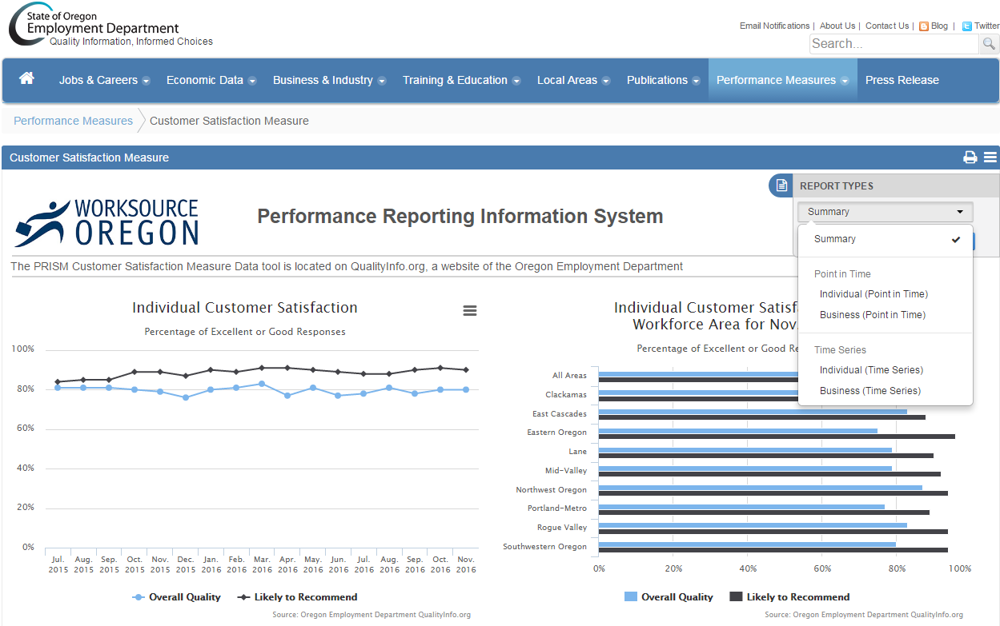 State of Oregon
Employment Department
Quality Information, Informed Choices
Email Notifications | About Us | Contact Us | Blog | Twitter
Search...
Jobs & Careers Economic Data Business & Industry Training & Education Local Areas Publications Performance Measures Press Release
Performance Measures Customer Satisfaction Measure
Customer Satisfaction Measure
REPORT TYPES
Summary
Summary
Point in Time
Individual (Point in Time)
Business (Point in Time)
Time Series
Individual (Time Series)
Business (Time Series)
WORKSOURCE
OREGON
Performance Reporting Information System
The PRISM Customer Satisfaction Measure Data tool is located on QualityInfo.org, a website of the Oregon Employment Department
Individual Customer Satisfaction
Percentage of Excellent or Good Responses
100%
80%
60%
40%
20%
0%
Jul. Aug. Sep. Oct. Nov. Dec. Jan. Feb. Mar. Apr. May. Jun. Jul. Aug. Sep. Oct. Nov.
2015 2015 2015 2015 2015 2015 2016 2016 2016 2016 2016 2016 2016 2016 2016 2016 2016
Overall Quality Likely to Recommend
Source: Oregon Employment Department QualityInfo.org
Individual Customer Satisf
Workforce Area for Nov.
Percentage of Excellent or Good Re
All Areas
Clackamas
East Cascades
Eastern Oregon
Lane
Mid-Valley
Northwest Oregon
Portland-Metro
Rogue Valley
Southwestern Oregon
0% 20% 40% 60% 80% 100%
Overall Quality Likely to Recommend
Source: Oregon Employment Department QualityInfo.org